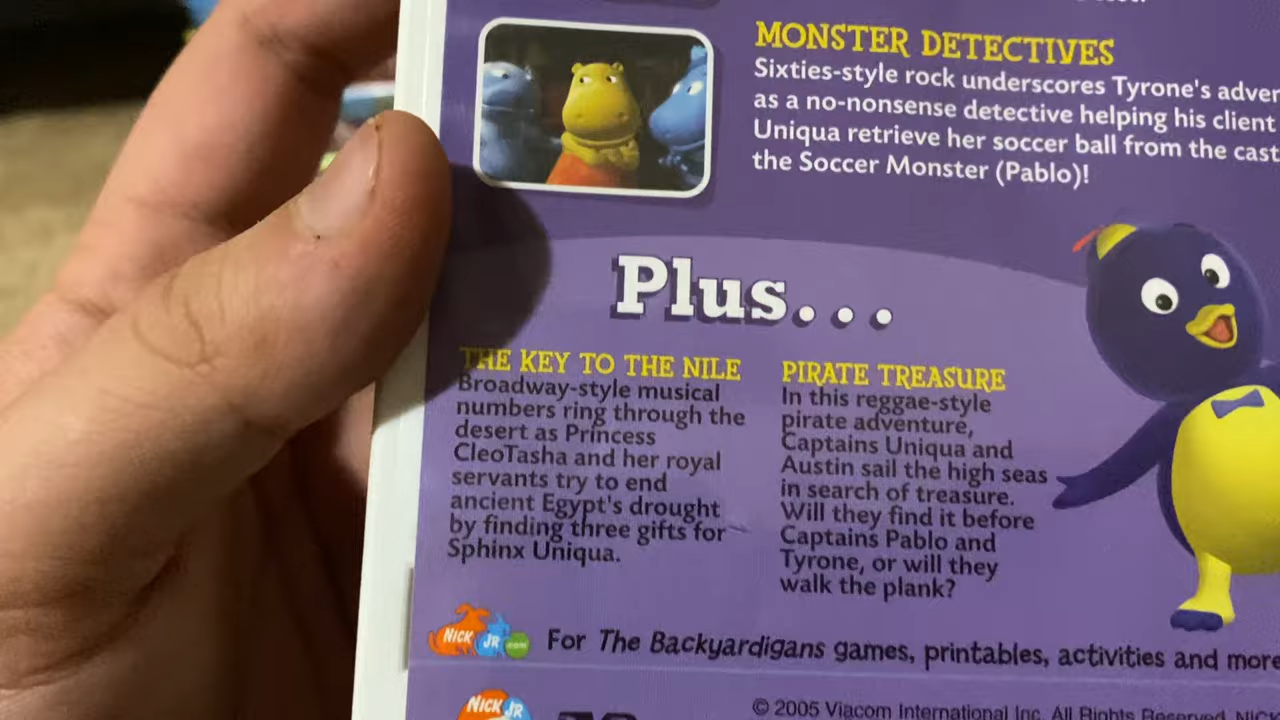 MONSTER DETECTIVES
Sixties-style rock underscores Tyrone's
as a no-nonsense detective helping his client
Uniqua retrieve her soccer ball from the
the Soccer Monster (Pablo)!
Plus...
THE KEY TO THE NILE
Broadway-style musical
numbers ring through the
desert as Princess
CleoTasha and her royal
servants try to end
ancient Egypt's drought
by finding three gifts for
Sphinx Uniqua.
PIRATE TREASURE
In this reggae-style
pirate adventure,
Captains Uniqua and
Austin sail the high seas
in search of treasure.
Will they find it before
Captains Pablo and
Tyrone, or will they
walk the plank?
NICK JR .com
For The Backyardigans games, printables, activities and more
NICK JR
© 2005 Viacom International Inc. All Rights Reserved.